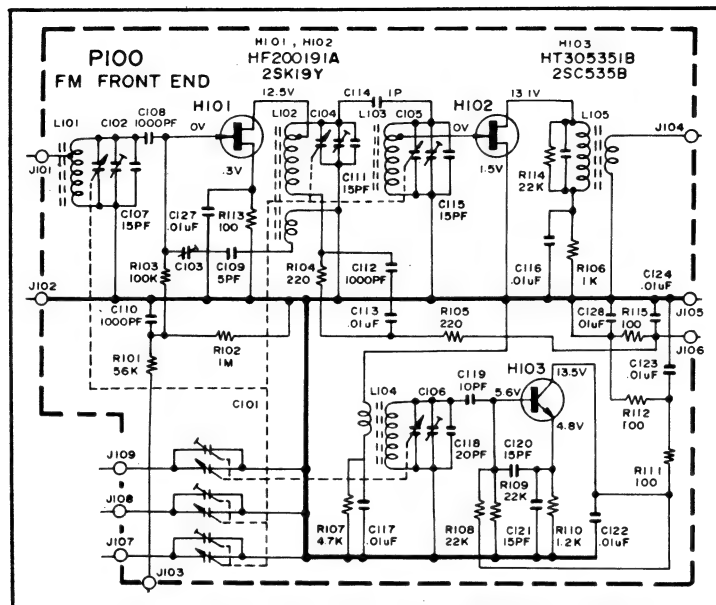 P100
FM FRONT END
H101 , H102
HF200191A
2SK19Y
H103
HT305351B
2SC535B
C114
1P
12.5V
13.1V
C108
1000PF
C102
L101
H101
L102
C104
L103
C105
H102
L105
0V
0V
J104
J101
.3V
1.5V
C111
15PF
R114
22K
C107
15PF
C127
.01uF
R113
100
C115
15PF
R103
100K
C103
C109
5PF
R104
220
C112
1000PF
C116
.01uF
R106
1K
C124
.01uF
J102
C110
1000PF
C113
.01uF
R105
220
C128
.01uF
R115
100
J105
J106
R101
56K
R102
1M
C123
.01uF
H103
C119
10PF
13.5V
5.6V
L104
C106
R112
100
C101
4.8V
C118
20PF
C120
15PF
R111
100
J109
R109
22K
J108
R107
4.7K
C117
.01uF
R108
22K
C121
15PF
R110
1.2K
C122
.01uF
J107
J103